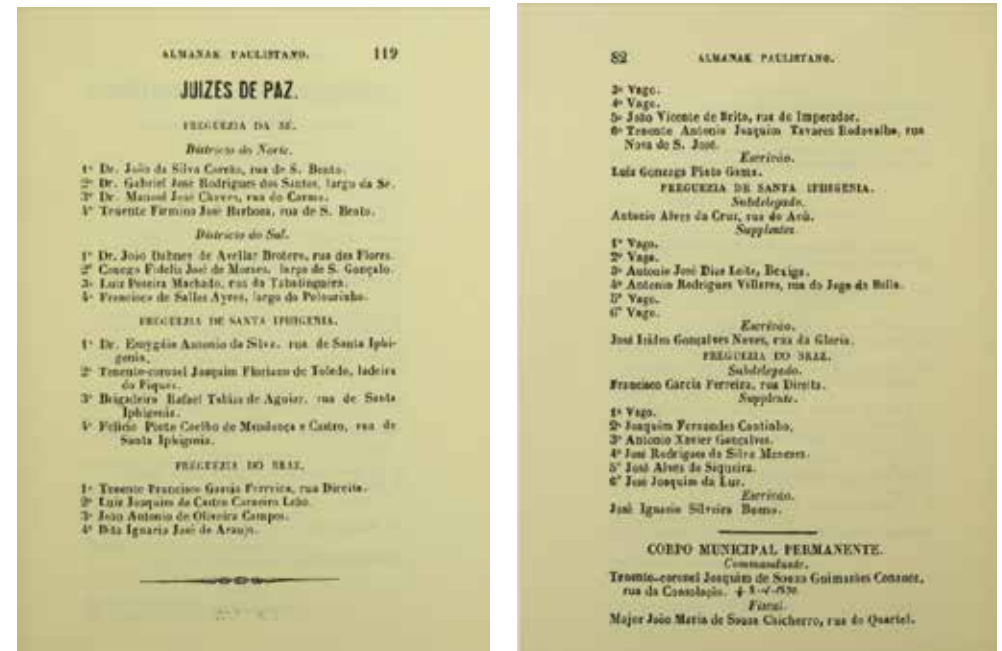 ALMANAK PAULISTANO. 119
JUIZES DE PAZ.
FREGUEZIA DA SÉ.
Districto do Norte.
1º Dr. João da Silva Carrão, rua de S. Bento.
2º Dr. Gabriel José Rodrigues dos Santos, largo da Sé.
3º Dr. Manoel José Chaves, rua do Carmo.
4º Tenente Firmino José Barboza, rua de S. Bento.
Districto do Sul.
1º Dr. João Dabney de Avellar Brotero, rua das Flores.
2º Conego Fidelis José de Moraes, largo de S. Gonçalo.
3º Luiz Pereira Machado, rua da Tabatinguera.
4º Francisco de Salles Ayres, largo do Pelourinho.
FREGUEZIA DE SANTA IPHIGENIA.
1º Dr. Emygdio Antonio da Silva, rua de Santa Iphi-
genia.
2º Tenente-coronel Joaquim Floriano de Toledo, ladeira
do Piques.
3º Brigadeiro Rafael Tobias de Aguiar, rua de Santa
Iphigenia.
4º Felicio Pinto Coelho de Mendonça e Castro, rua de
Santa Iphigenia.
FREGUEZIA DO BRAZ.
1º Tenente Francisco Garcia Ferreira, rua Direita.
2º Luiz Joaquim de Castro Carneiro Leão.
3º João Antonio de Oliveira Campos.
4º Ignacio José de Araujo.
82 ALMANAK PAULISTANO.
3º Vago.
4º Vago.
5º João Vicente de Brito, rua do Imperador.
6º Tenente Antonio Joaquim Tavares Rodovalho, rua
Nova de S. José.
Escrivão.
Luiz Gonzaga Pinto Gama.
FREGUEZIA DE SANTA IPHIGENIA.
Subdelegado.
Antonio Alves da Cruz, rua do Acú.
Supplentes
1º Vago.
2º Vago.
3º Antonio José Dias Leite, Bexiga.
4º Antonio Rodrigues Villares, rua do Jogo da Bolla.
5º Vago.
6º Vago.
Escrivão.
José Izidro Gonçalves Neves, rua da Gloria.
FREGUEZIA DO BRAZ.
Subdelegado.
Francisco Garcia Ferreira, rua Direita.
Supplente.
1º Vago.
2º Joaquim Fernandes Cantinho.
3º Antonio Xavier Gonçalves.
4º José Rodrigues da Silva Menezes.
5º José Alves de Siqueira.
6º José Joaquim da Luz.
Escrivão.
José Ignacio Silveira Bueno.
CORPO MUNICIPAL PERMANENTE.
Commandante.
Tenente-coronel Joaquim de Souza Guimarães
rua da Consolação.
Fiscal.
Major João Maria de Souza Chicherro, rua do Quartel.